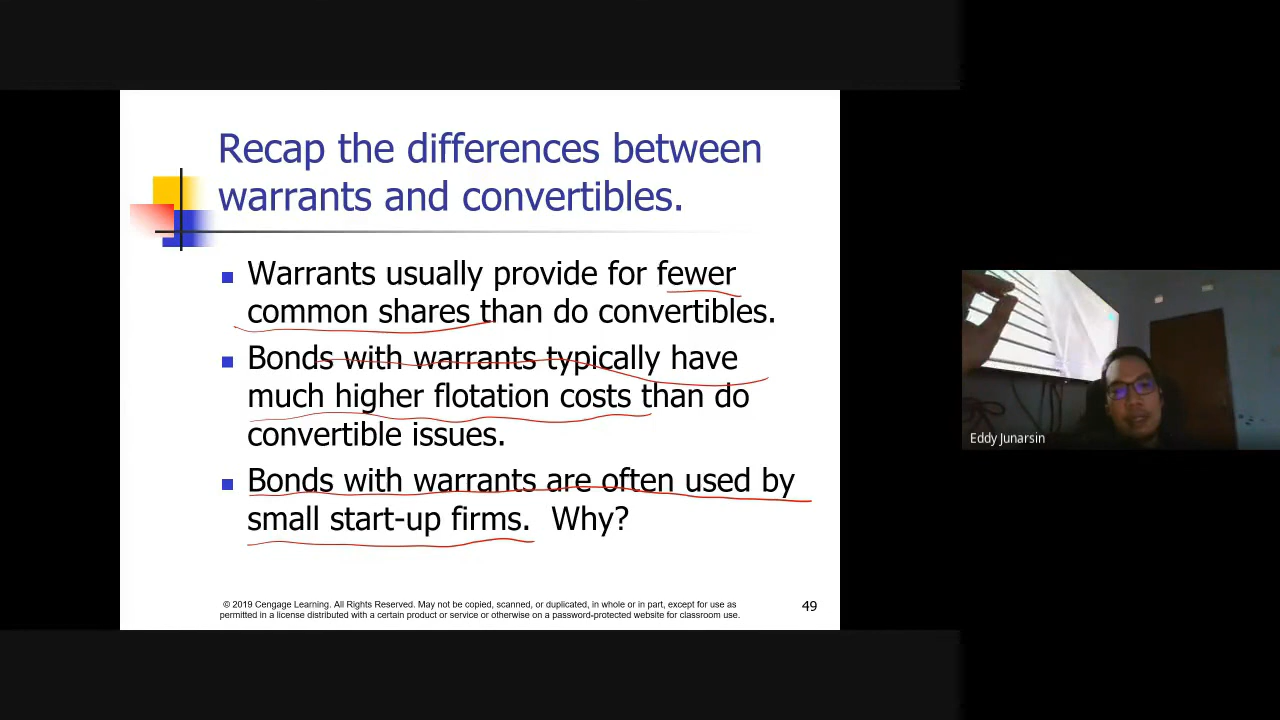 Recap the differences between
warrants and convertibles.
Warrants usually provide for fewer
common shares than do convertibles.
Bonds with warrants typically have
much higher flotation costs than do
convertible issues.
Bonds with warrants are often used by
small start-up firms. Why?
© 2019 Cengage Learning. All Rights Reserved. May not be copied, scanned, or duplicated, in whole or in part, except for use as
permitted in a license distributed with a certain product or service or otherwise on a password-protected website for classroom use.
49
Eddy Junarsin